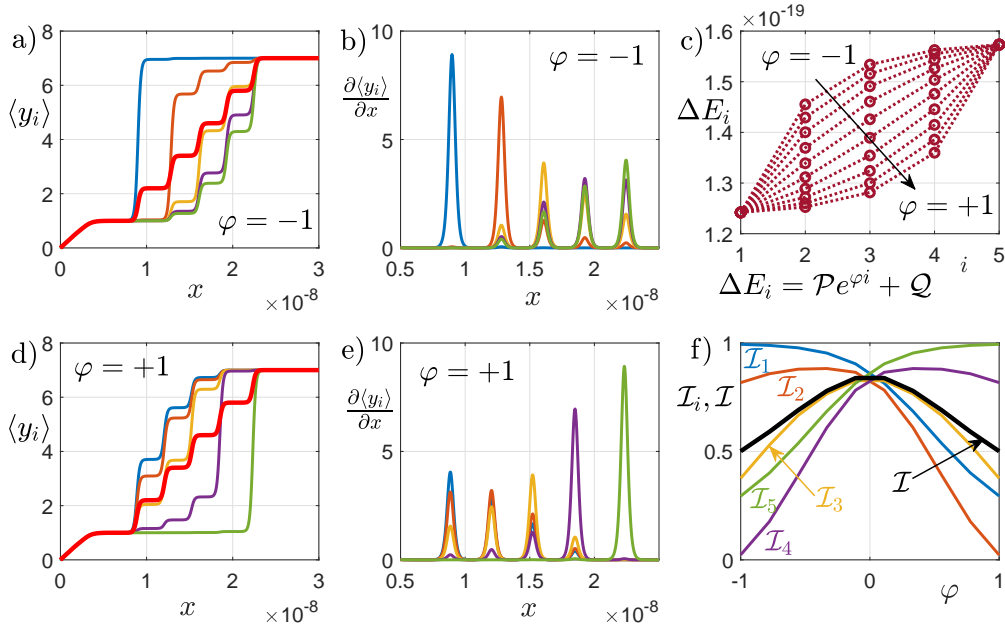 a)
8
6
4
2
0
⟨y_i⟩
φ = −1
0
1
2
3
x
×10^-8
b)
10
5
0
∂⟨y_i⟩/∂x
φ = −1
0.5
1
1.5
2
x
×10^-8
c)
×10^-19
1.6
1.5
1.4
1.3
1.2
ΔE_i
φ = −1
φ = +1
1
2
3
4
5
i
ΔE_i = 𝒫e^{φi} + 𝒬
d)
8
6
4
2
0
⟨y_i⟩
φ = +1
0
1
2
3
x
×10^-8
e)
10
5
0
∂⟨y_i⟩/∂x
φ = +1
0.5
1
1.5
2
x
×10^-8
f)
1
0.5
0
ℐ_i, ℐ
ℐ_1
ℐ_2
ℐ_3
ℐ
ℐ_5
ℐ_4
-1
0
1
φ